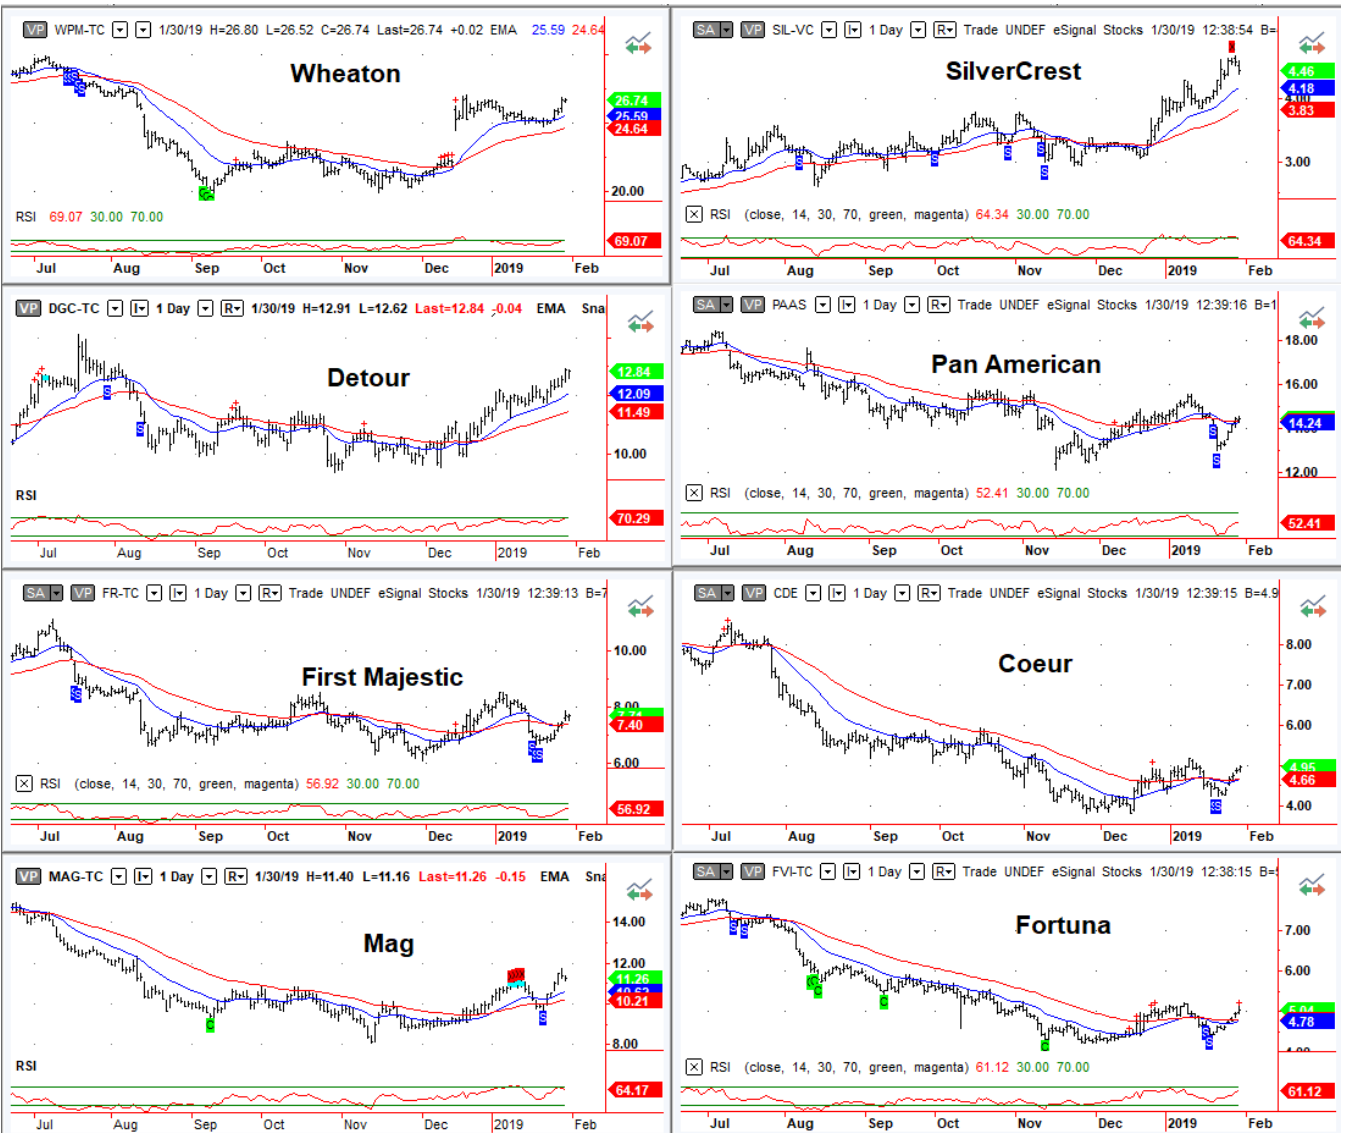 VP WPM-TC 1/30/19 H=26.80 L=26.52 C=26.74 Last=26.74 +0.02 EMA 25.59 24.64
Wheaton
26.74
25.59
24.64
20.00
RSI 69.07 30.00 70.00
69.07
Jul Aug Sep Oct Nov Dec 2019 Feb
SA VP SIL-VC I 1 Day R Trade UNDEF eSignal Stocks 1/30/19 12:38:54 B=
SilverCrest
4.46
4.18
4.00
3.83
3.00
S S S S S
RSI (close, 14, 30, 70, green, magenta) 64.34 30.00 70.00
64.34
Jul Aug Sep Oct Nov Dec 2019 Feb
VP DGC-TC I 1 Day R 1/30/19 H=12.91 L=12.62 Last=12.84 -0.04 EMA Sna
Detour
12.84
12.09
11.49
10.00
S S
RSI
70.29
Jul Aug Sep Oct Nov Dec 2019 Feb
SA VP PAAS I 1 Day R Trade UNDEF eSignal Stocks 1/30/19 12:39:16 B=1
Pan American
18.00
16.00
14.24
12.00
S S
RSI (close, 14, 30, 70, green, magenta) 52.41 30.00 70.00
52.41
Jul Aug Sep Oct Nov Dec 2019 Feb
SA VP FR-TC I 1 Day R Trade UNDEF eSignal Stocks 1/30/19 12:39:13 B=7
First Majestic
10.00
8.00
7.40
6.00
RSI (close, 14, 30, 70, green, magenta) 56.92 30.00 70.00
56.92
Jul Aug Sep Oct Nov Dec 2019 Feb
SA VP CDE I 1 Day R Trade UNDEF eSignal Stocks 1/30/19 12:39:15 B=4.9
Coeur
8.00
7.00
6.00
4.95
4.66
4.00
Jul Aug Sep Oct Nov Dec 2019 Feb
VP MAG-TC I 1 Day R 1/30/19 H=11.40 L=11.16 Last=11.26 -0.15 EMA Sna
Mag
14.00
12.00
11.26
10.21
8.00
C S
RSI
64.17
Jul Aug Sep Oct Nov Dec 2019 Feb
SA VP FVI-TC I 1 Day R Trade UNDEF eSignal Stocks 1/30/19 12:38:15 B=
Fortuna
7.00
6.00
4.78
S S C C C S S
RSI (close, 14, 30, 70, green, magenta) 61.12 30.00 70.00
61.12
Jul Aug Sep Oct Nov Dec 2019 Feb